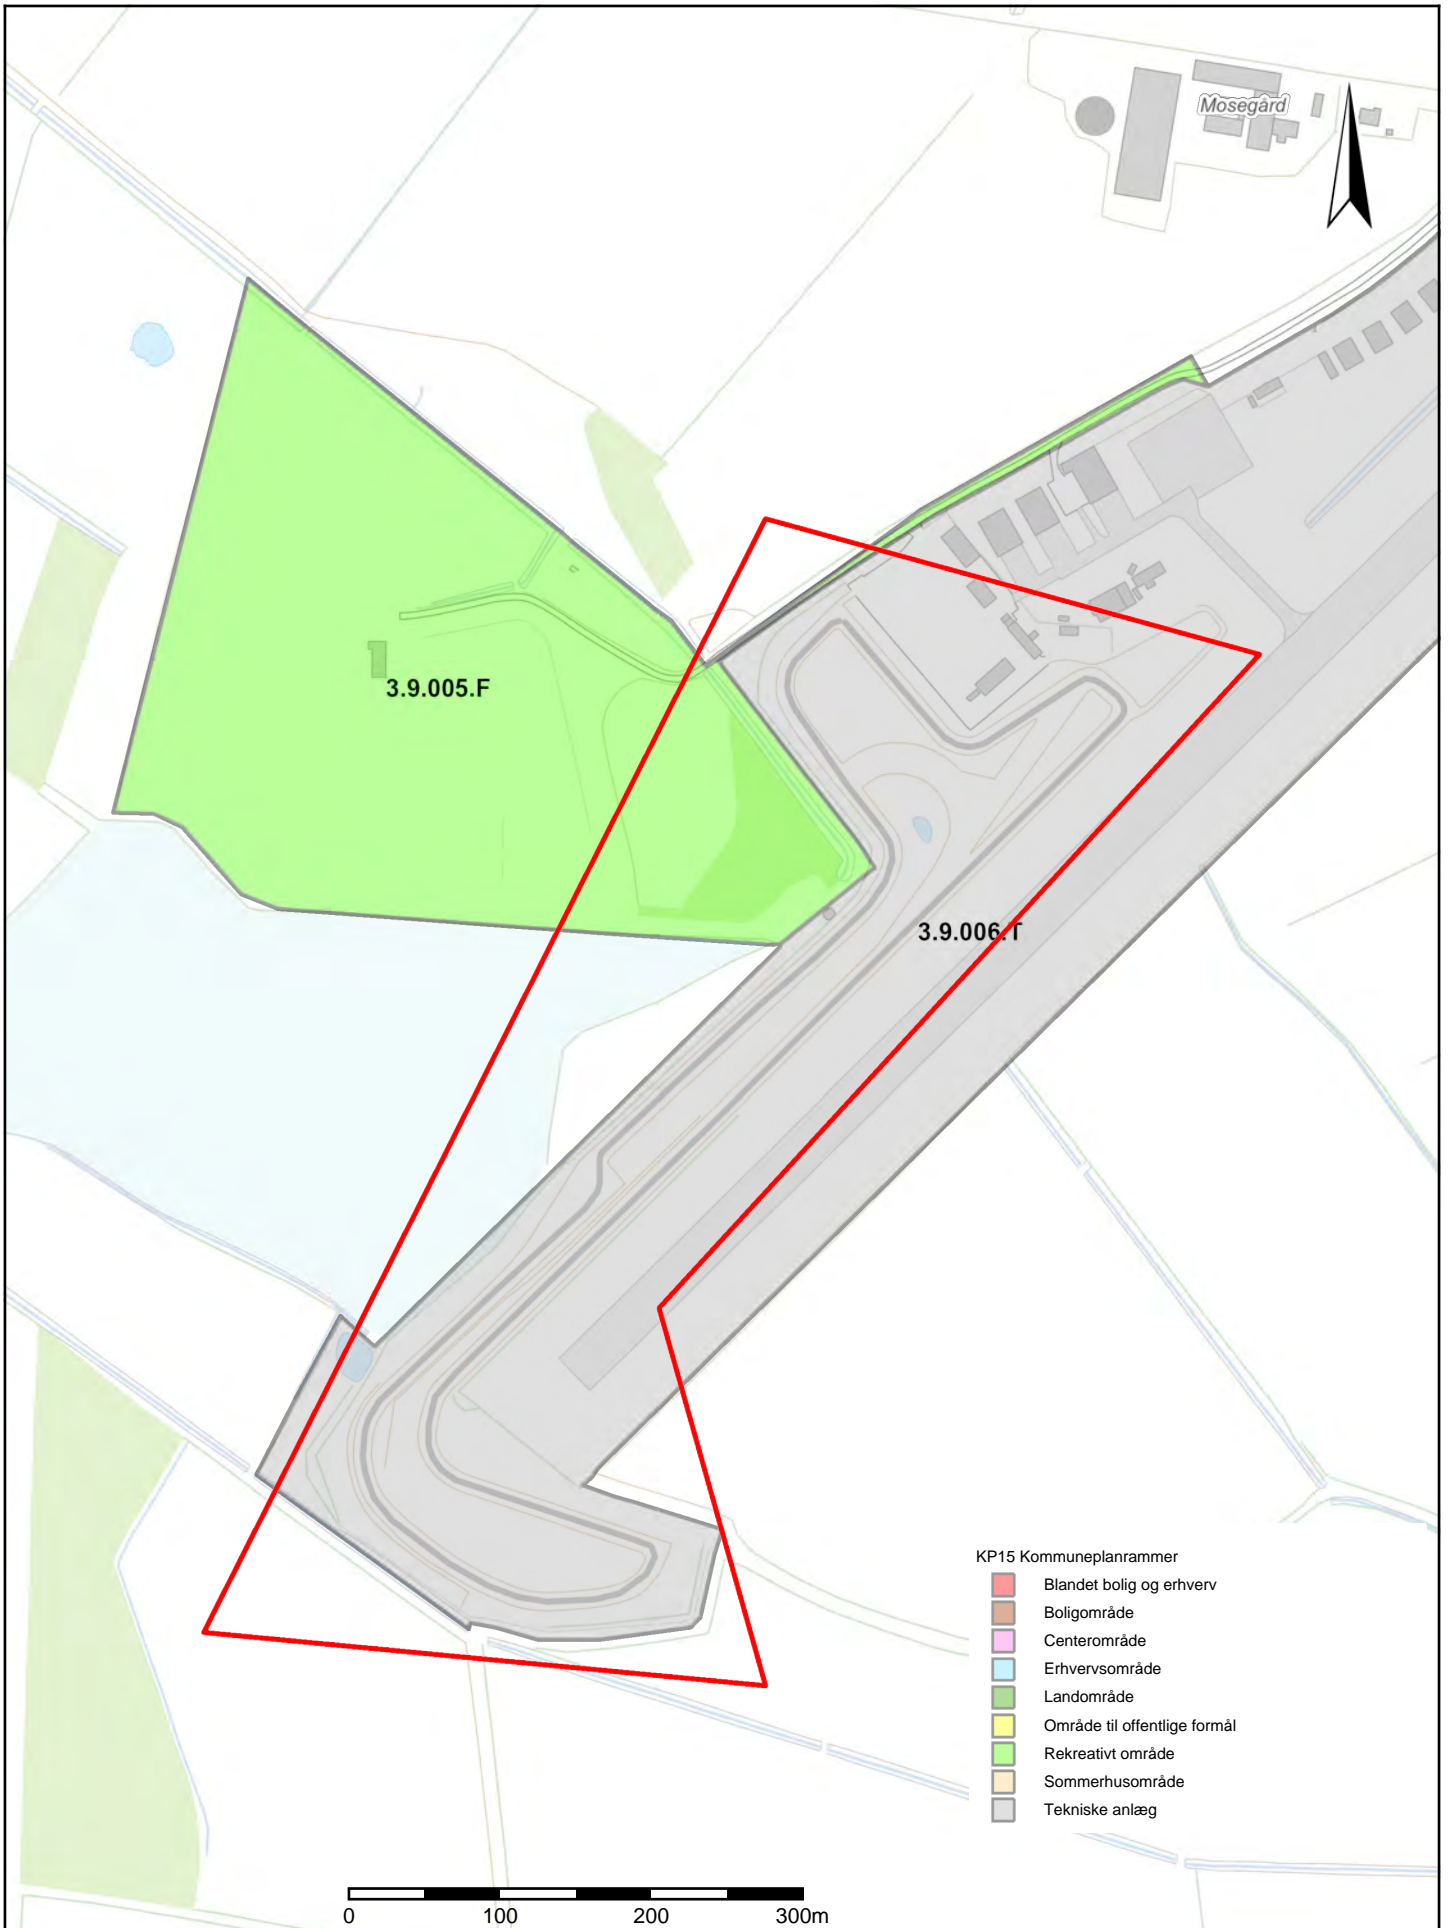 Mosegård
3.9.005.F
3.9.006.T
KP15 Kommuneplanrammer
Blandet bolig og erhverv
Boligområde
Centerområde
Erhvervsområde
Landområde
Område til offentlige formål
Rekreativt område
Sommerhusområde
Tekniske anlæg
0 100 200 300m